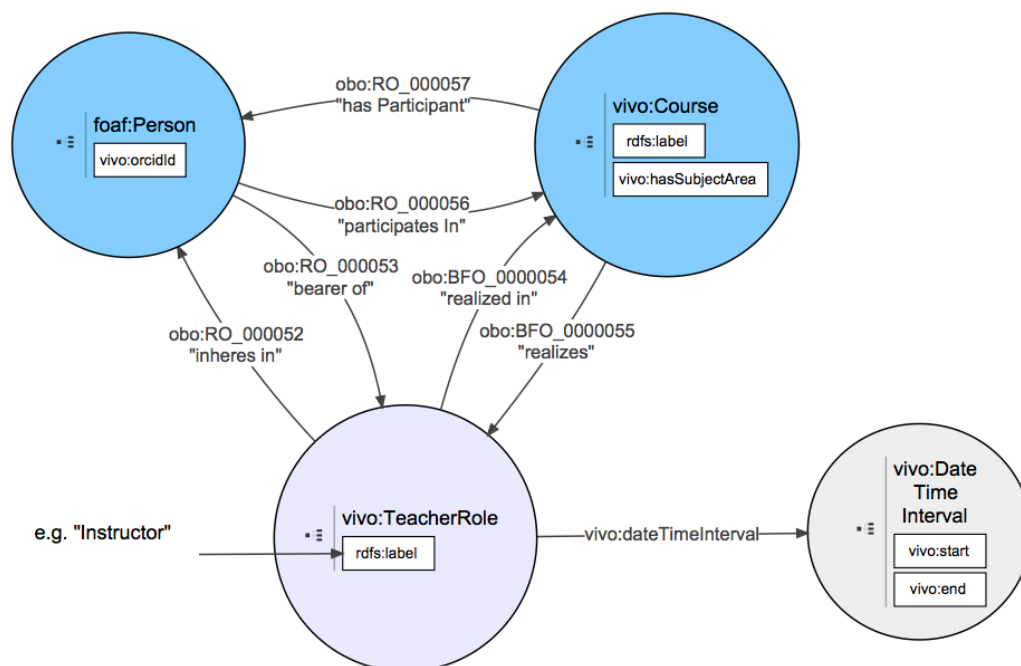 obo:RO_000057
"has Participant"
foaf:Person
vivo:orcidId
vivo:Course
rdfs:label
vivo:hasSubjectArea
obo:RO_000056
"participates In"
obo:RO_000053
"bearer of"
obo:BFO_0000054
"realized in"
obo:RO_000052
"inheres in"
obo:BFO_0000055
"realizes"
e.g. "Instructor"
vivo:TeacherRole
rdfs:label
vivo:dateTimeInterval
vivo:Date
Time
Interval
vivo:start
vivo:end